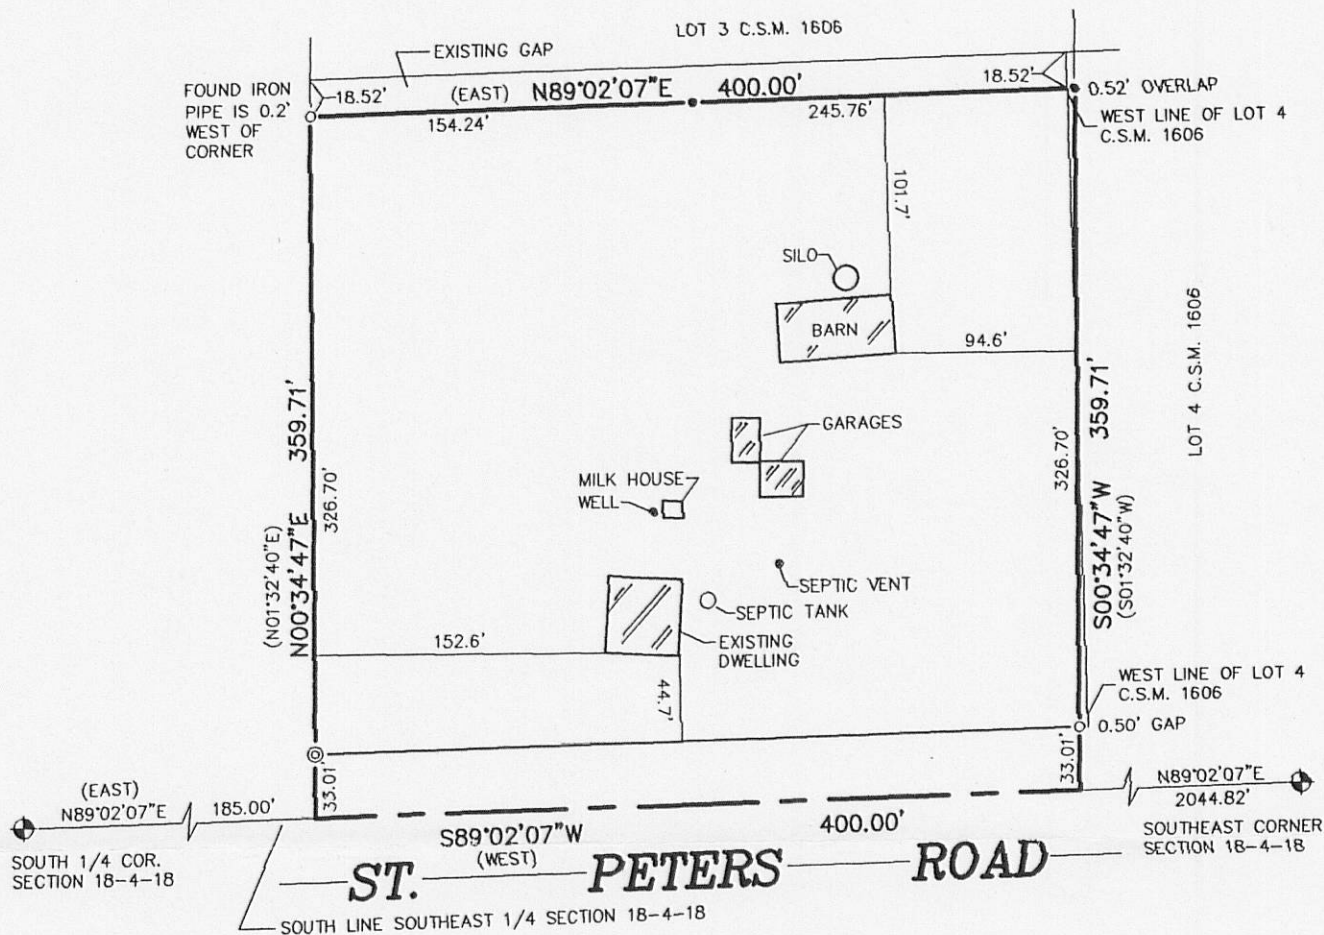 LOT 3 C.S.M. 1606
EXISTING GAP
FOUND IRON
PIPE IS 0.2'
WEST OF
CORNER
18.52'
(EAST) N89°02'07"E 400.00'
18.52'
0.52' OVERLAP
154.24'
245.76'
WEST LINE OF LOT 4
C.S.M. 1606
101.7'
SILO
BARN
94.6'
LOT 4 C.S.M. 1606
N00°34'47"E 359.71'
(N01°32'40"E)
326.70'
GARAGES
326.70'
S00°34'47"W 359.71'
(S01°32'40"W)
MILK HOUSE
WELL
SEPTIC VENT
SEPTIC TANK
EXISTING
DWELLING
152.6'
44.7'
WEST LINE OF LOT 4
C.S.M. 1606
0.50' GAP
33.01'
33.01'
(EAST)
N89°02'07"E
185.00'
N89°02'07"E
2044.82'
S89°02'07"W
(WEST)
400.00'
SOUTH 1/4 COR.
SECTION 18-4-18
SOUTHEAST CORNER
SECTION 18-4-18
ST. PETERS ROAD
SOUTH LINE SOUTHEAST 1/4 SECTION 18-4-18